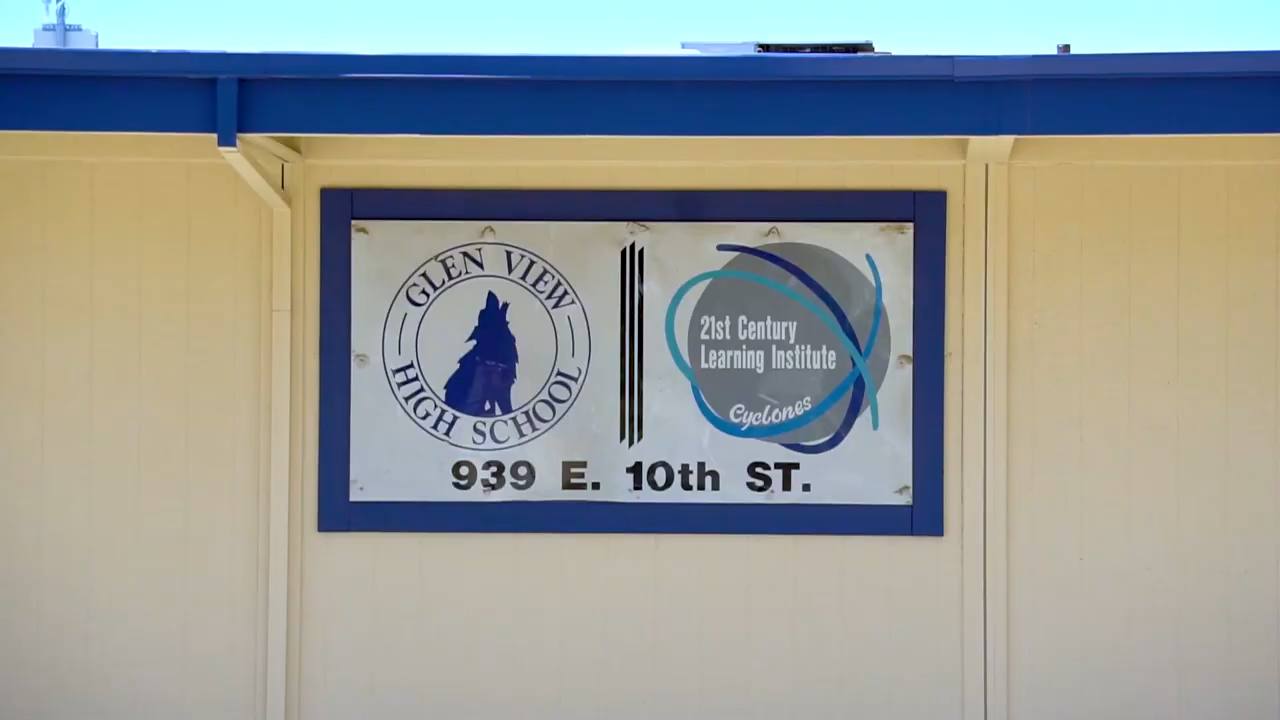 GLEN VIEW
HIGH SCHOOL
21st Century
Learning Institute
Cyclones
939 E. 10th ST.